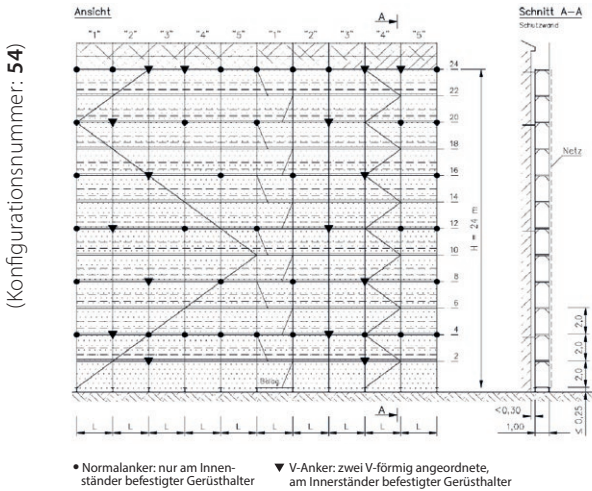 (Konfigurationsnummer: 54)
Ansicht
A
Schnitt A–A
Schutzwand
"1" "2" "3" "4" "5" "1" "2" "3" "4" "5"
24
22
20
18
16
14
12
10
8
6
4
2
H = 24 m
Netz
2,0
2,0
2,0
Belag
A
<0,30
1,00
≤ 0,25
L L L L L L L L L L
• Normalanker: nur am Innen-
ständer befestigter Gerüsthalter
▼ V-Anker: zwei V-förmig angeordnete,
am Innerständer befestigter Gerüsthalter